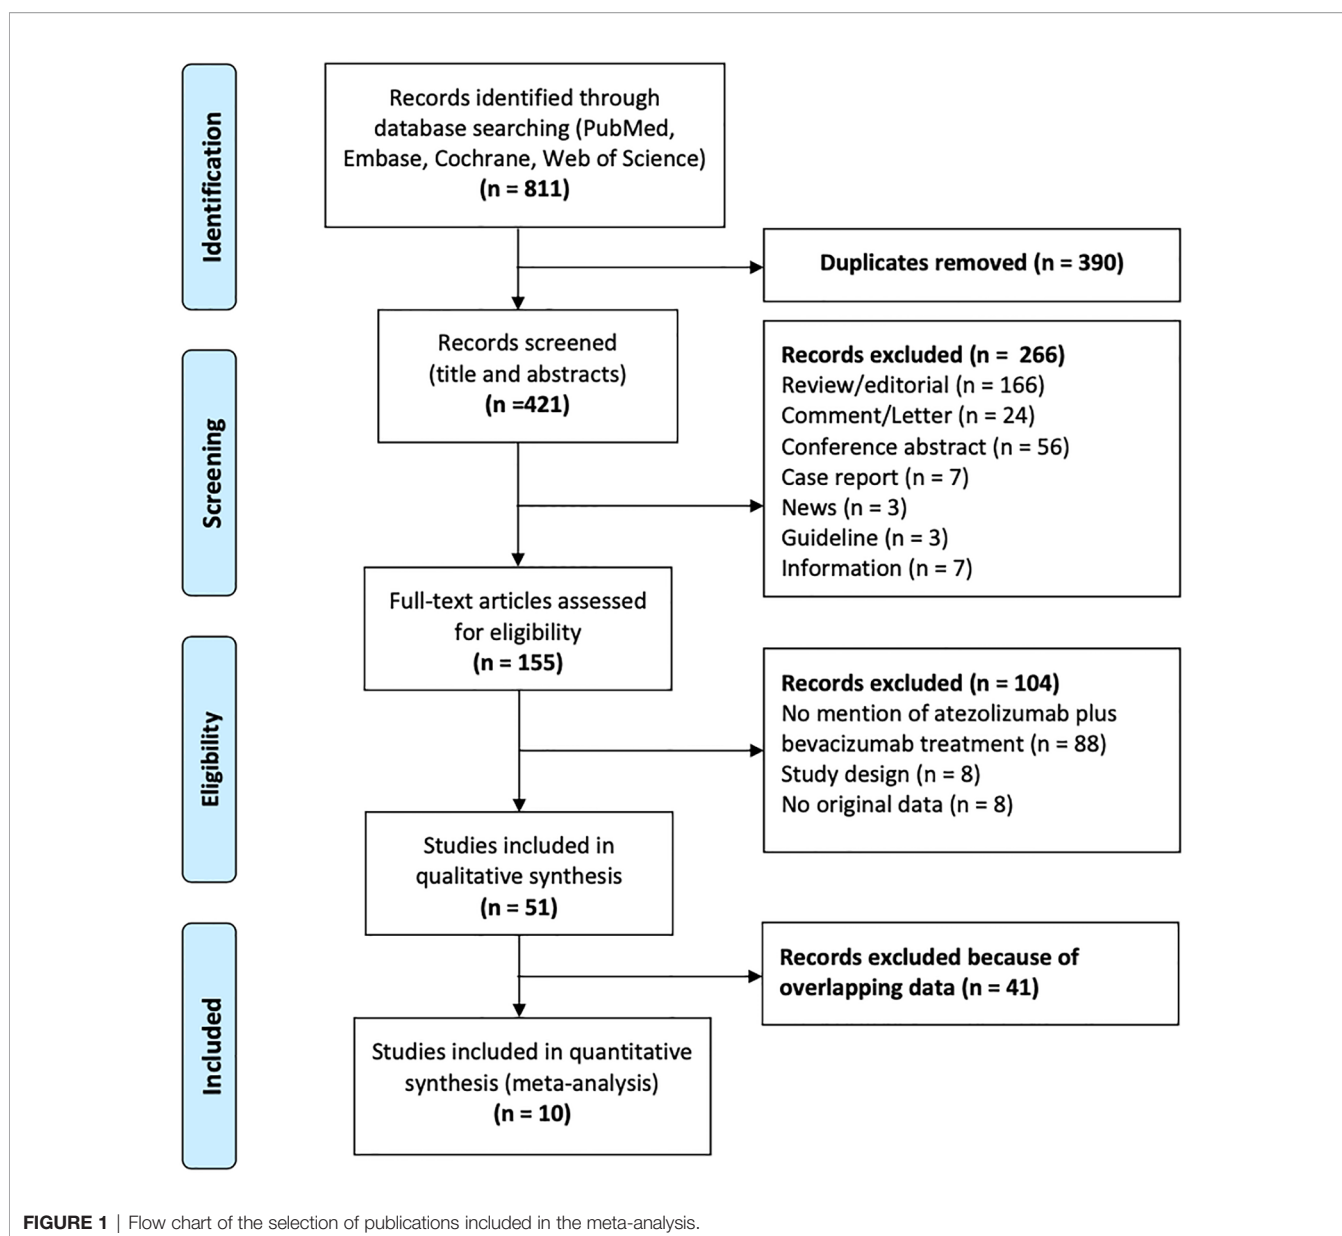 Identification
Records identified through
database searching (PubMed,
Embase, Cochrane, Web of Science)
(n = 811)
Duplicates removed (n = 390)
Screening
Records screened
(title and abstracts)
(n =421)
Records excluded (n =  266)
Review/editorial (n = 166)
Comment/Letter (n = 24)
Conference abstract (n = 56)
Case report (n = 7)
News (n = 3)
Guideline (n = 3)
Information (n = 7)
Full-text articles assessed
for eligibility
(n = 155)
Eligibility
Records excluded (n = 104)
No mention of atezolizumab plus
bevacizumab treatment (n = 88)
Study design (n = 8)
No original data (n = 8)
Studies included in
qualitative synthesis
(n = 51)
Included
Records excluded because of
overlapping data (n = 41)
Studies included in quantitative
synthesis (meta-analysis)
(n = 10)
FIGURE 1 | Flow chart of the selection of publications included in the meta-analysis.